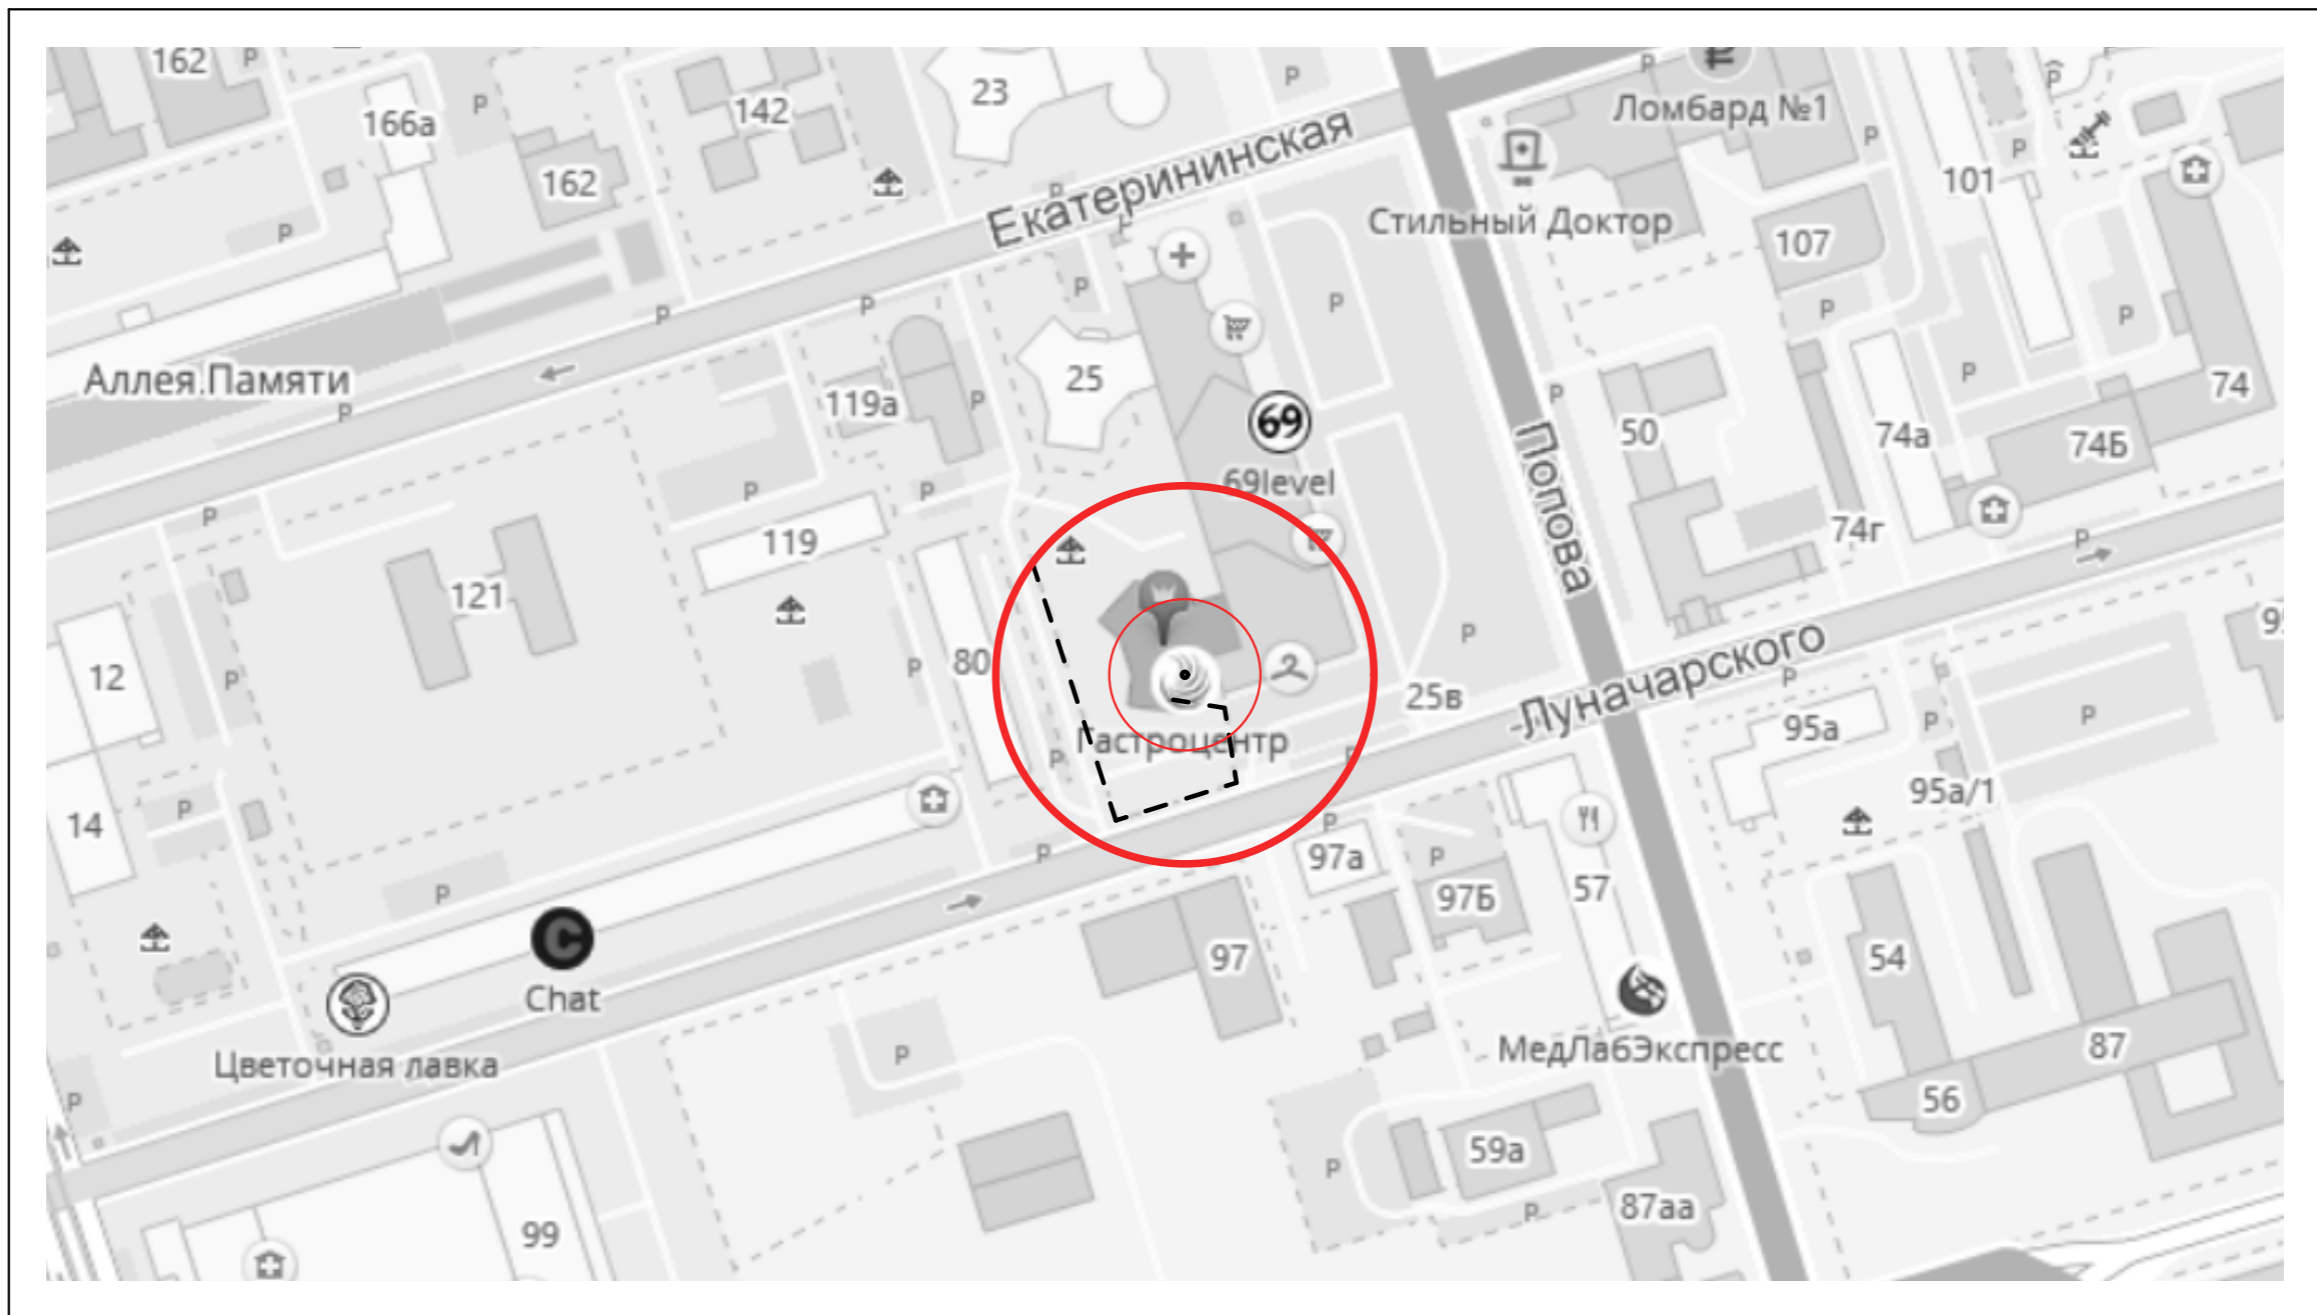 162
P
166а
P
162
142
23
P
Екатерининская
P
Ломбард №1
Стильный Доктор
P
P
P
101
107
P
P
P
P
P
P
P
P
Аллея.Памяти
P
119а
P
25
69
69level
P
Попова
P
50
74а
74Б
74
P
74г
P
P
P
P
119
121
12
P
P
80
Гастроцентр
P
P
25в
P
Луначарского
P
95а
P
P
95а/1
14
P
P
P
P
97а
P
97Б
57
97
54
C
Chat
Цветочная лавка
P
МедЛабЭкспресс
87
56
P
59а
P
P
87аа
99